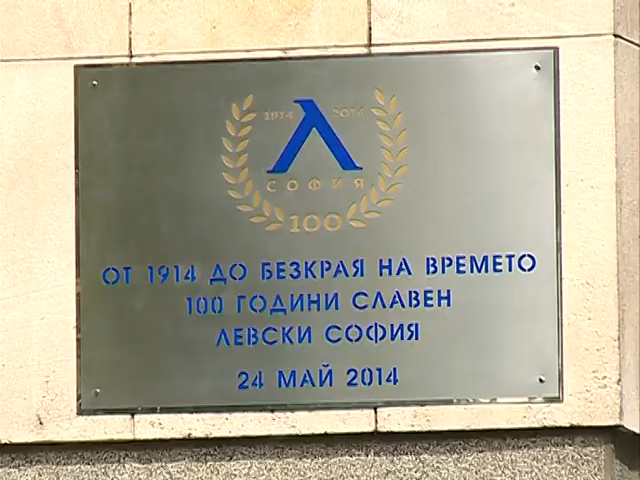 1914 2014
СОФИЯ
100
ОТ 1914 ДО БЕЗКРАЯ НА ВРЕМЕТО
100 ГОДИНИ СЛАВЕН
ЛЕВСКИ СОФИЯ
24 МАЙ 2014